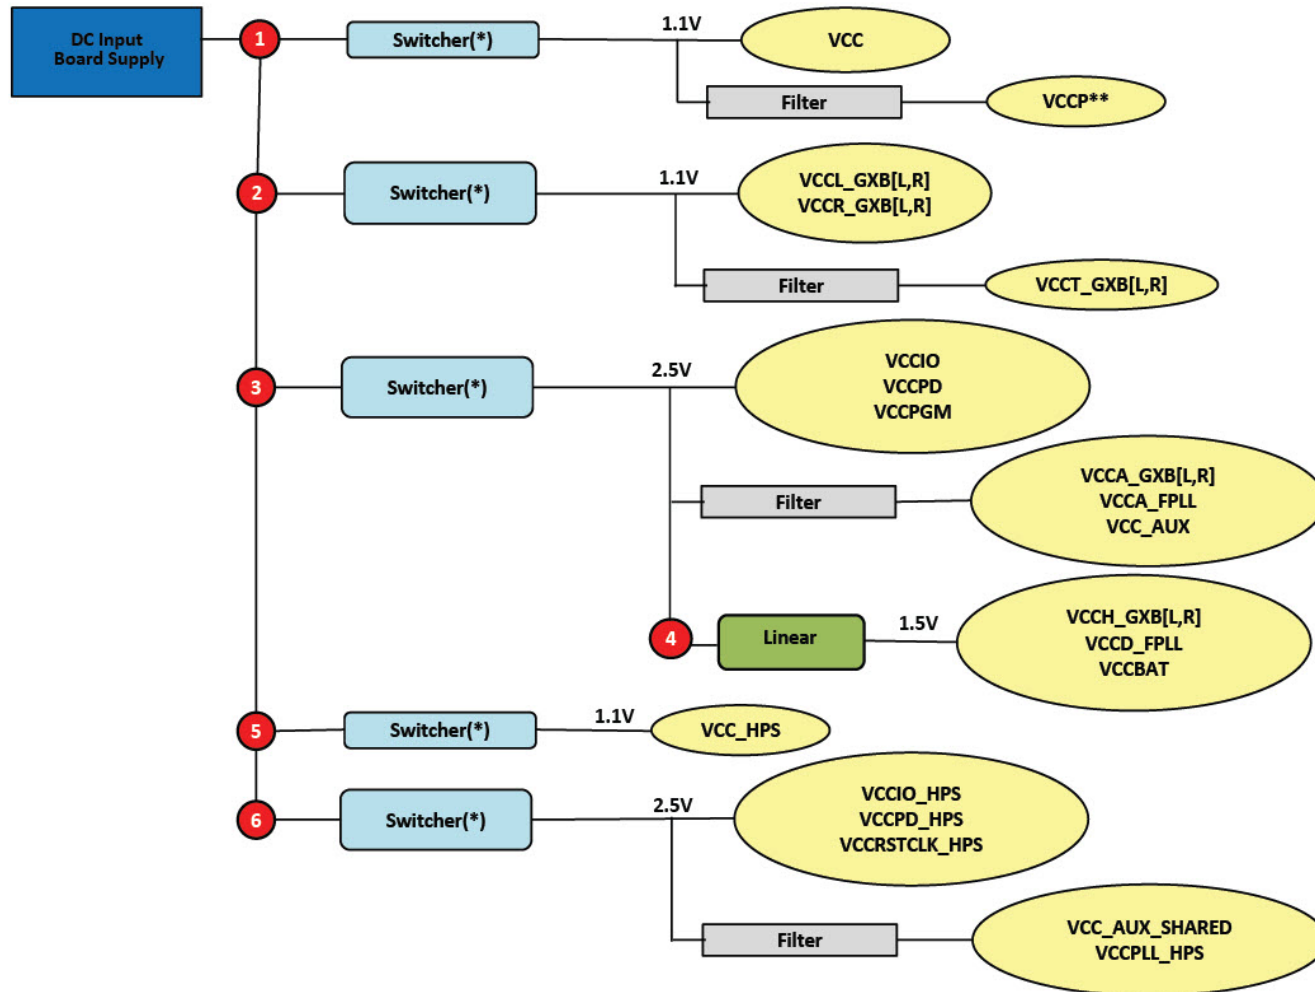 DC Input
Board Supply
1
Switcher(*)
1.1V
VCC
Filter
VCCP**
2
Switcher(*)
1.1V
VCCL_GXB[L,R]
VCCR_GXB[L,R]
Filter
VCCT_GXB[L,R]
3
Switcher(*)
2.5V
VCCIO
VCCPD
VCCPGM
Filter
VCCA_GXB[L,R]
VCCA_FPLL
VCC_AUX
4
Linear
1.5V
VCCH_GXB[L,R]
VCCD_FPLL
VCCBAT
5
Switcher(*)
1.1V
VCC_HPS
6
Switcher(*)
2.5V
VCCIO_HPS
VCCPD_HPS
VCCRSTCLK_HPS
Filter
VCC_AUX_SHARED
VCCPLL_HPS